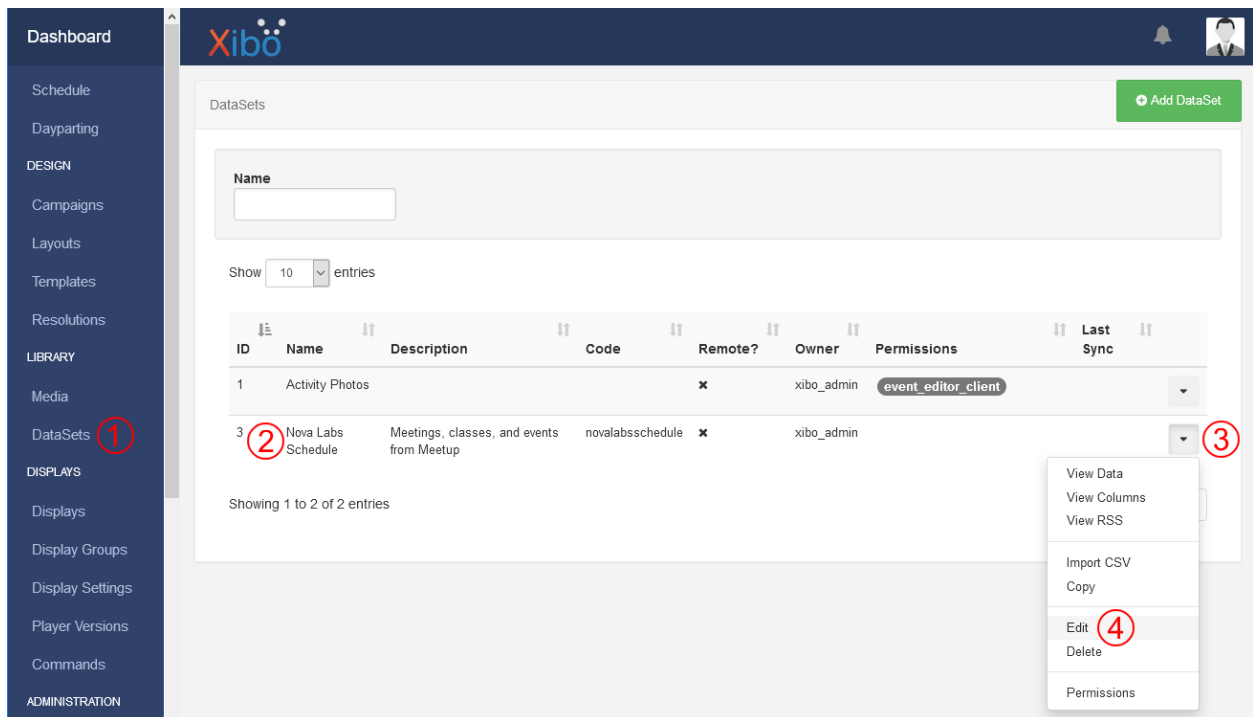 Dashboard
Xibo
Schedule
Dayparting
DESIGN
Campaigns
Layouts
Templates
Resolutions
LIBRARY
Media
DataSets 1
DISPLAYS
Displays
Display Groups
Display Settings
Player Versions
Commands
ADMINISTRATION
DataSets
Add DataSet
Name
Show 10 entries
ID Name Description Code Remote? Owner Permissions Last
Sync
1 Activity Photos xibo_admin event_editor_client
3 2 Nova Labs Meetings, classes, and events novalabsschedule xibo_admin 3
Schedule from Meetup
Showing 1 to 2 of 2 entries
View Data
View Columns
View RSS
Import CSV
Copy
Edit 4
Delete
Permissions